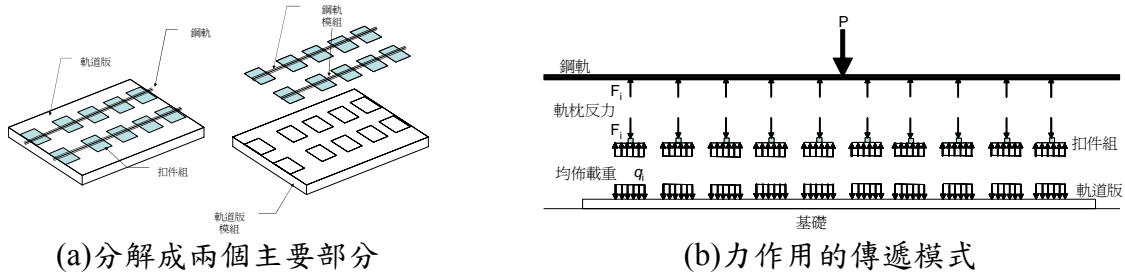 鋼軌
軌道版
扣件組
鋼軌
模組
軌道版
模組
P
鋼軌
Fi
軌枕反力
Fi
扣件組
均佈載重
qi
軌道版
基礎
(a)分解成兩個主要部分
(b)力作用的傳遞模式